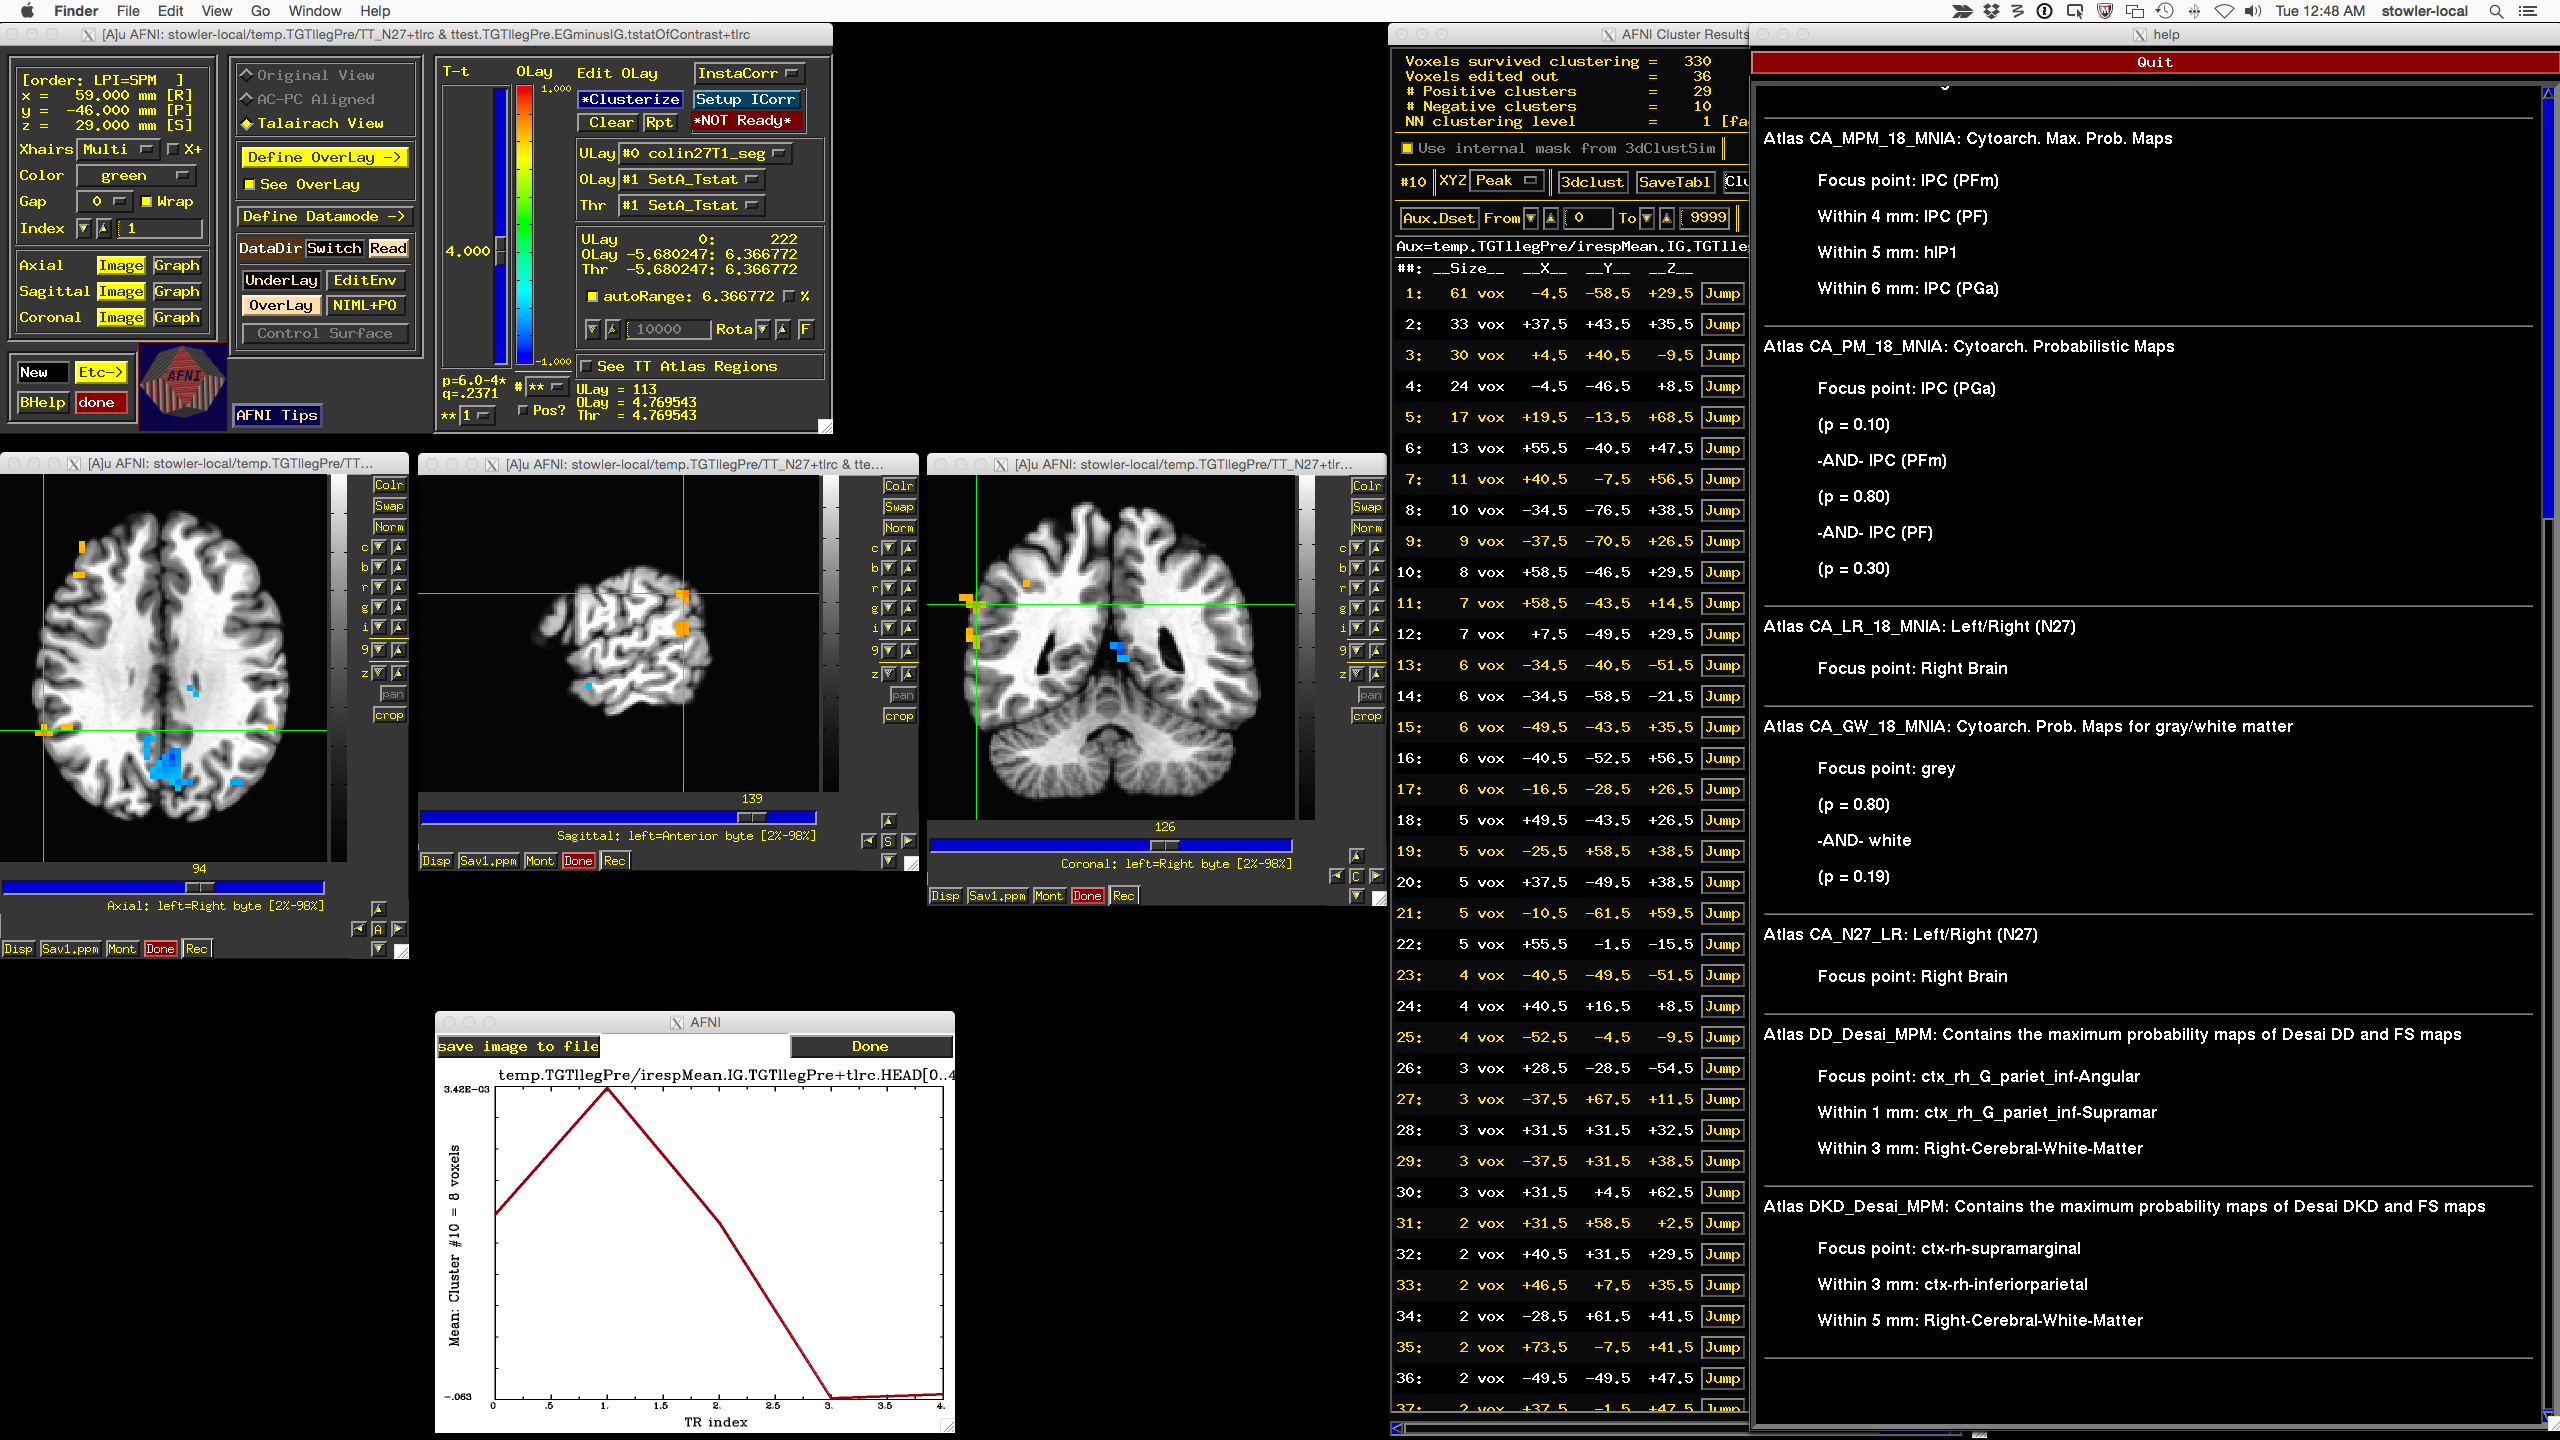 Finder File Edit View Go Window Help
Tue 12:48 AM stowler-local
[A]u AFNI: stowler-local/temp.TGTllegPre/TT_N27+tlrc & ttest.TGTllegPre.EGminusIG.tstatOfContrast+tlrc
[order: LPI=SPM ]
x = 59.000 mm [R]
y = -46.000 mm [P]
z = 29.000 mm [S]
Xhairs Multi X+
Color green
Gap 0 Wrap
Index 1
Axial Image Graph
Sagittal Image Graph
Coronal Image Graph
New Etc->
BHelp done
AFNI
AFNI Tips
Original View
AC-PC Aligned
Talairach View
Define OverLay ->
See OverLay
Define Datamode ->
DataDir Switch Read
UnderLay EditEnv
OverLay NIML+PO
Control Surface
T-t
4.000
p=6.0-4*
q=.2371
** 1
OLay
1.000
-1.000
# **
Pos?
Edit OLay InstaCorr
*Clusterize Setup ICorr
Clear Rpt *NOT Ready*
ULay #0 colin27T1_seg
OLay #1 SetA_Tstat
Thr #1 SetA_Tstat
ULay 0: 222
OLay -5.680247: 6.366772
Thr -5.680247: 6.366772
autoRange: 6.366772 %
10000 Rota F
See TT Atlas Regions
ULay = 113
OLay = 4.769543
Thr = 4.769543
[A]u AFNI: stowler-local/temp.TGTllegPre/TT...
Colr
Swap
Norm
c
b
r
g
i
9
z
pan
crop
94
Axial: left=Right byte [2%-98%]
A
Disp Sav1.ppm Mont Done Rec
[A]u AFNI: stowler-local/temp.TGTllegPre/TT_N27+tlrc & tte...
Colr
Swap
Norm
c
b
r
g
i
9
z
pan
crop
139
Sagittal: left=Anterior byte [2%-98%]
S
Disp Sav1.ppm Mont Done Rec
[A]u AFNI: stowler-local/temp.TGTllegPre/TT_N27+tlr...
Colr
Swap
Norm
c
b
r
g
i
9
z
pan
crop
126
Coronal: left=Right byte [2%-98%]
C
Disp Sav1.ppm Mont Done Rec
AFNI
save image to file Done
temp.TGTllegPre/irespMean.IG.TGTllegPre+tlrc.HEAD[0..4
3.42E-03
-.063
Mean: Cluster #10 = 8 voxels
0 .5 1. 1.5 2. 2.5 3. 3.5 4.
TR index
AFNI Cluster Results
Voxels survived clustering = 330
Voxels edited out = 36
# Positive clusters = 29
# Negative clusters = 10
NN clustering level = 1 [fa
Use internal mask from 3dClustSim
#10 XYZ Peak 3dclust SaveTabl Clu
Aux.Dset From 0 To 9999
Aux=temp.TGTllegPre/irespMean.IG.TGTlle
##: __Size__ __X__ __Y__ __Z__
1: 61 vox -4.5 -58.5 +29.5 Jump
2: 33 vox +37.5 +43.5 +35.5 Jump
3: 30 vox +4.5 +40.5 -9.5 Jump
4: 24 vox -4.5 -46.5 +8.5 Jump
5: 17 vox +19.5 -13.5 +68.5 Jump
6: 13 vox +55.5 -40.5 +47.5 Jump
7: 11 vox +40.5 -7.5 +56.5 Jump
8: 10 vox -34.5 -76.5 +38.5 Jump
9: 9 vox -37.5 -70.5 +26.5 Jump
10: 8 vox +58.5 -46.5 +29.5 Jump
11: 7 vox +58.5 -43.5 +14.5 Jump
12: 7 vox +7.5 -49.5 +29.5 Jump
13: 6 vox -34.5 -40.5 -51.5 Jump
14: 6 vox -34.5 -58.5 -21.5 Jump
15: 6 vox -49.5 -43.5 +35.5 Jump
16: 6 vox -40.5 -52.5 +56.5 Jump
17: 6 vox -16.5 -28.5 +26.5 Jump
18: 5 vox +49.5 -43.5 +26.5 Jump
19: 5 vox -25.5 +58.5 +38.5 Jump
20: 5 vox +37.5 -49.5 +38.5 Jump
21: 5 vox -10.5 -61.5 +59.5 Jump
22: 5 vox +55.5 -1.5 -15.5 Jump
23: 4 vox -40.5 -49.5 -51.5 Jump
24: 4 vox +40.5 +16.5 +8.5 Jump
25: 4 vox -52.5 -4.5 -9.5 Jump
26: 3 vox +28.5 -28.5 -54.5 Jump
27: 3 vox -37.5 +67.5 +11.5 Jump
28: 3 vox +31.5 +31.5 +32.5 Jump
29: 3 vox -37.5 +31.5 +38.5 Jump
30: 3 vox +31.5 +4.5 +62.5 Jump
31: 2 vox +31.5 +58.5 +2.5 Jump
32: 2 vox +40.5 +31.5 +29.5 Jump
33: 2 vox +46.5 +7.5 +35.5 Jump
34: 2 vox -28.5 +61.5 +41.5 Jump
35: 2 vox +73.5 -7.5 +41.5 Jump
36: 2 vox -49.5 -49.5 +47.5 Jump
37: 2 vox +37.5 -1.5 +47.5 Jump
help
Quit
Atlas CA_MPM_18_MNIA: Cytoarch. Max. Prob. Maps
Focus point: IPC (PFm)
Within 4 mm: IPC (PF)
Within 5 mm: hIP1
Within 6 mm: IPC (PGa)
Atlas CA_PM_18_MNIA: Cytoarch. Probabilistic Maps
Focus point: IPC (PGa)
(p = 0.10)
-AND- IPC (PFm)
(p = 0.80)
-AND- IPC (PF)
(p = 0.30)
Atlas CA_LR_18_MNIA: Left/Right (N27)
Focus point: Right Brain
Atlas CA_GW_18_MNIA: Cytoarch. Prob. Maps for gray/white matter
Focus point: grey
(p = 0.80)
-AND- white
(p = 0.19)
Atlas CA_N27_LR: Left/Right (N27)
Focus point: Right Brain
Atlas DD_Desai_MPM: Contains the maximum probability maps of Desai DD and FS maps
Focus point: ctx_rh_G_pariet_inf-Angular
Within 1 mm: ctx_rh_G_pariet_inf-Supramar
Within 3 mm: Right-Cerebral-White-Matter
Atlas DKD_Desai_MPM: Contains the maximum probability maps of Desai DKD and FS maps
Focus point: ctx-rh-supramarginal
Within 3 mm: ctx-rh-inferiorparietal
Within 5 mm: Right-Cerebral-White-Matter